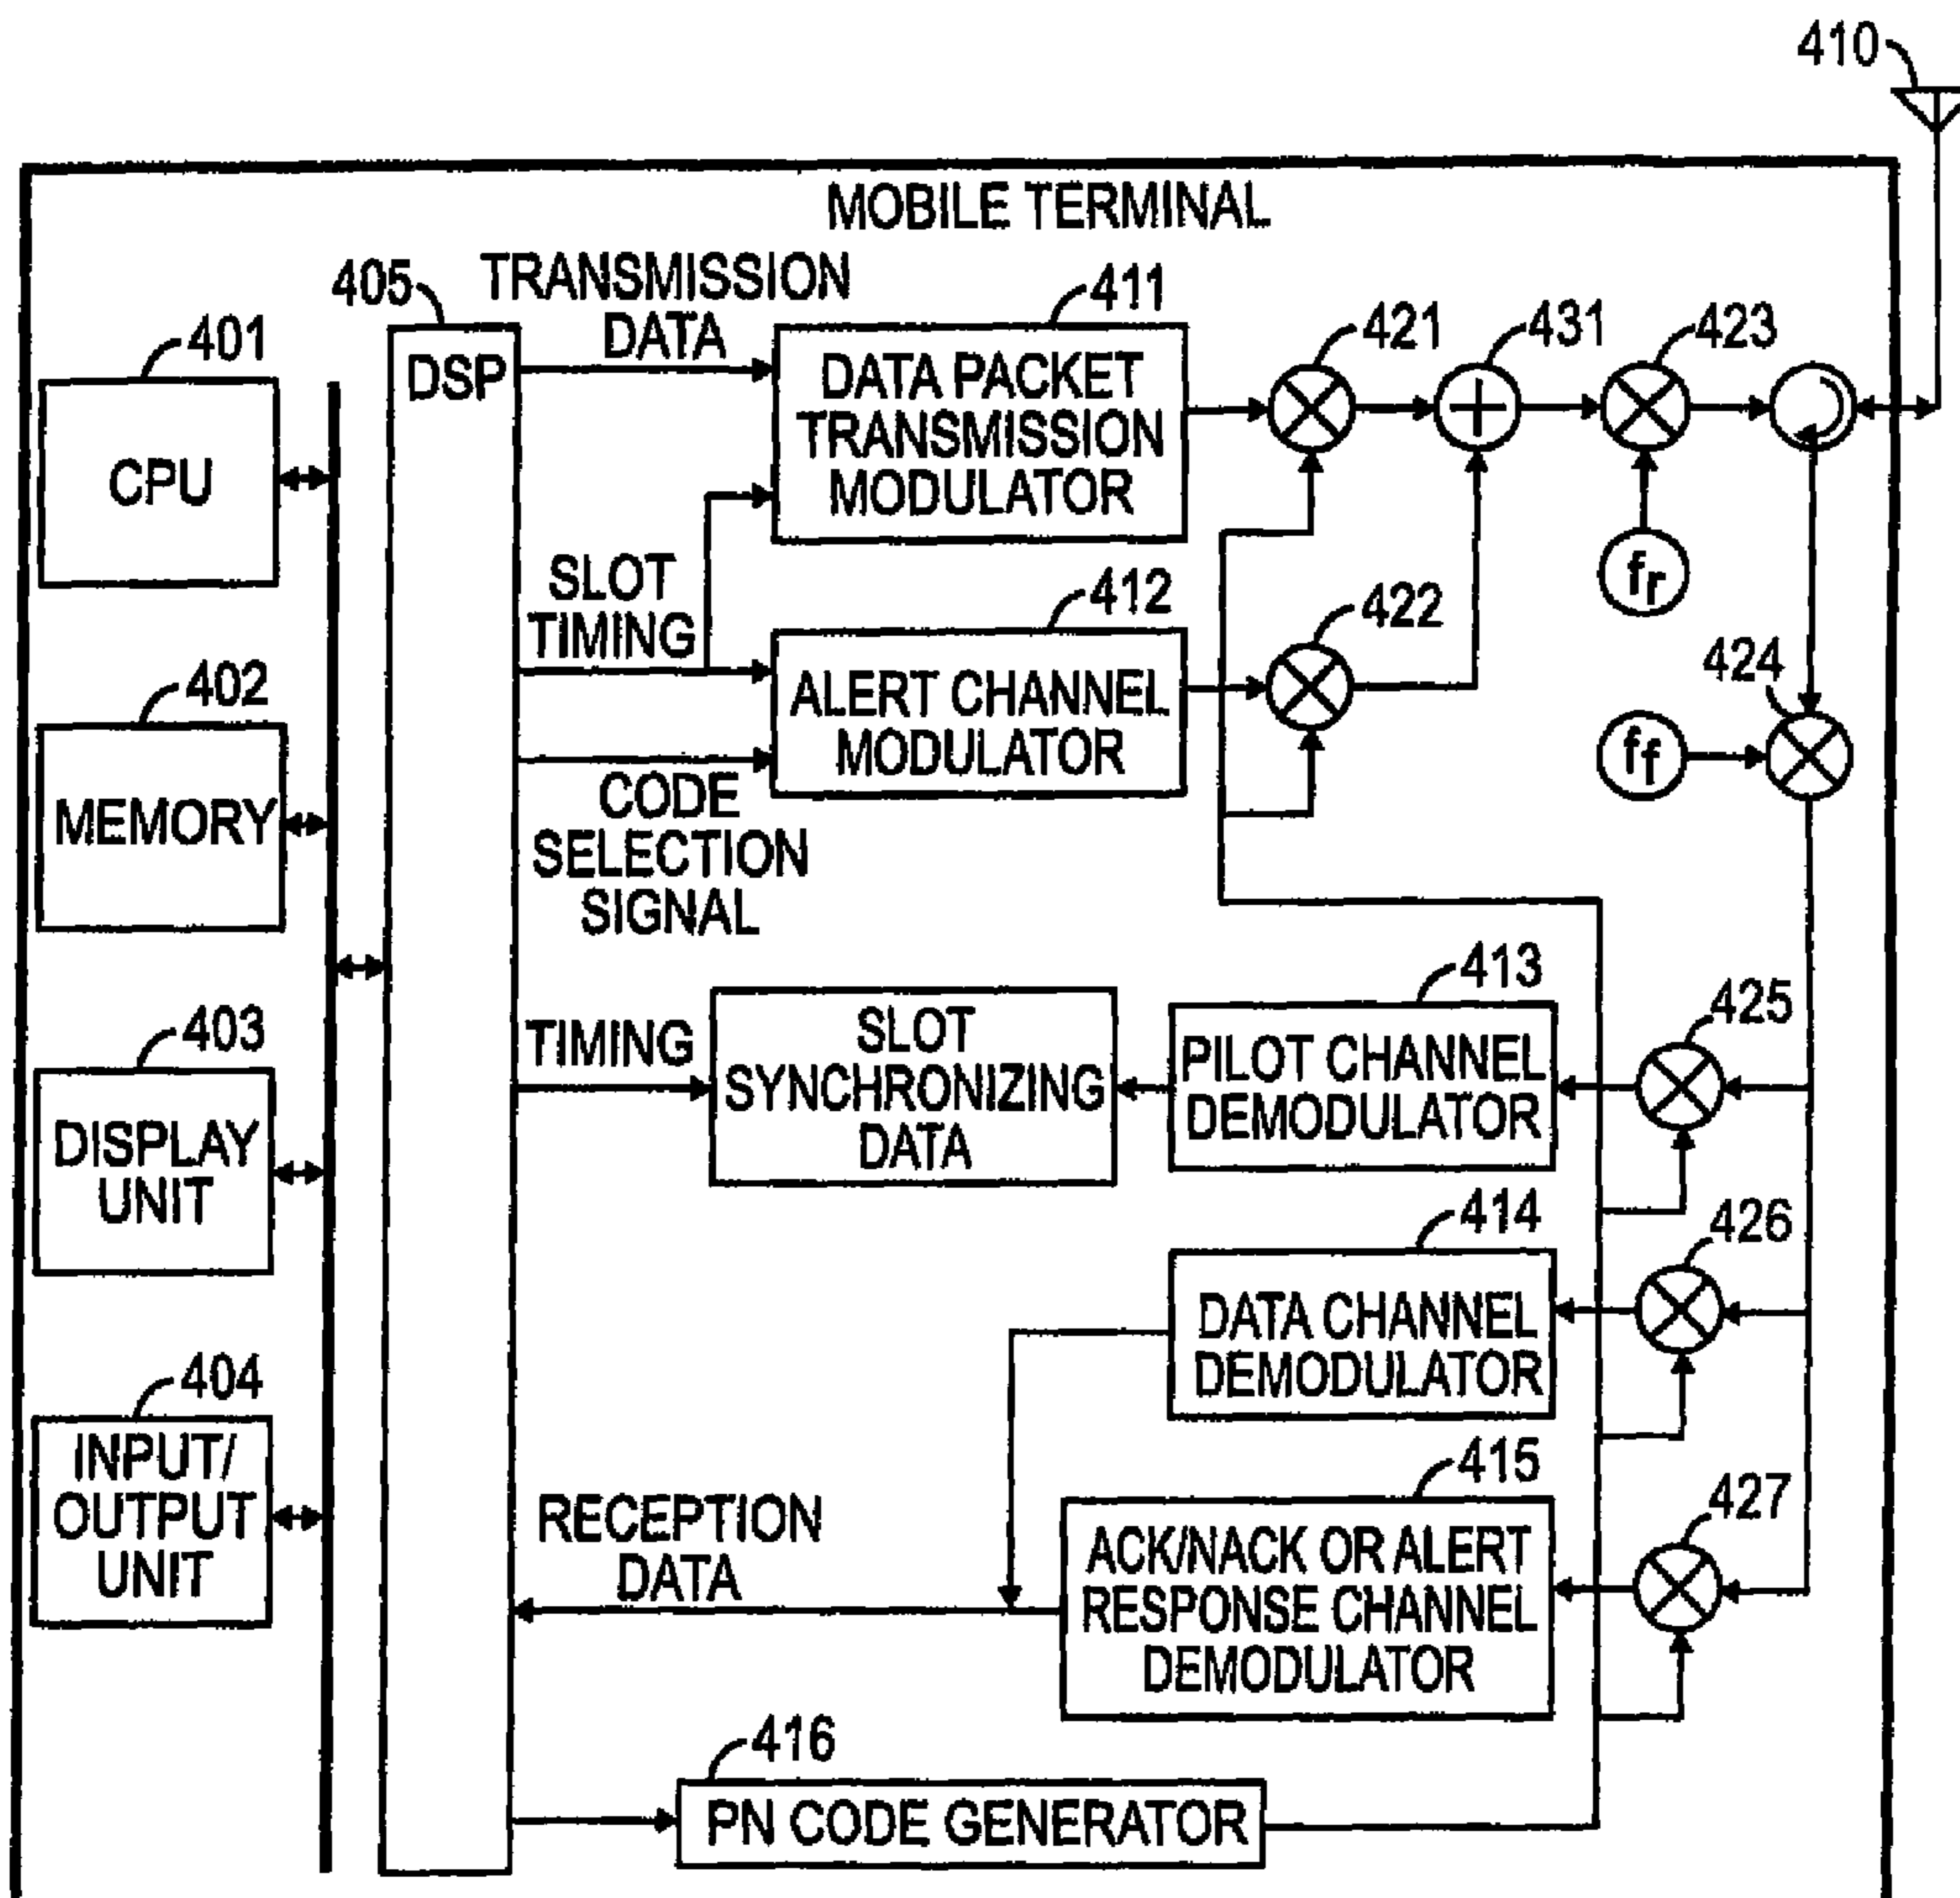 410
MOBILE TERMINAL
405
TRANSMISSION
DATA
411
421
431
423
401
CPU
DSP
DATA PACKET
TRANSMISSION
MODULATOR
fr
SLOT
TIMING
412
422
424
402
MEMORY
ALERT CHANNEL
MODULATOR
ff
CODE
SELECTION
SIGNAL
413
425
403
DISPLAY
UNIT
TIMING
SLOT
SYNCHRONIZING
DATA
PILOT CHANNEL
DEMODULATOR
414
426
DATA CHANNEL
DEMODULATOR
404
INPUT/
OUTPUT
UNIT
415
427
RECEPTION
DATA
ACK/NACK OR ALERT
RESPONSE CHANNEL
DEMODULATOR
416
PN CODE GENERATOR